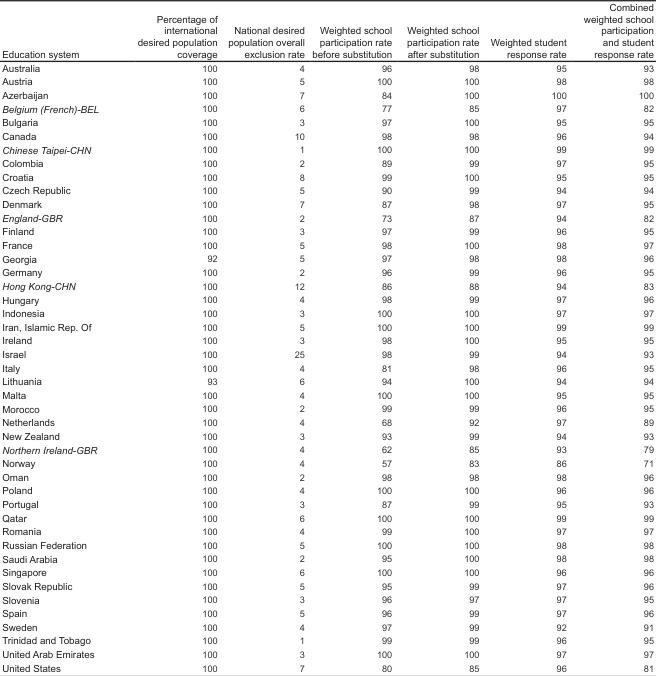 Education system Percentage of international desired population coverage National desired population overall exclusion rate Weighted school participation rate before substitution Weighted school participation rate after substitution Weighted student response rate Combined weighted school participation and student response rate
Australia 100 4 96 98 95 93
Austria 100 5 100 100 98 98
Azerbaijan 100 7 84 100 100 100
Belgium (French)-BEL 100 6 77 85 97 82
Bulgaria 100 3 97 100 95 95
Canada 100 10 98 98 96 94
Chinese Taipei-CHN 100 1 100 100 99 99
Colombia 100 2 89 99 97 95
Croatia 100 8 99 100 95 95
Czech Republic 100 5 90 99 94 94
Denmark 100 7 87 98 97 95
England-GBR 100 2 73 87 94 82
Finland 100 3 97 99 96 95
France 100 5 98 100 98 97
Georgia 92 5 97 98 98 96
Germany 100 2 96 99 96 95
Hong Kong-CHN 100 12 86 88 94 83
Hungary 100 4 98 99 97 96
Indonesia 100 3 100 100 97 97
Iran, Islamic Rep. Of 100 5 100 100 99 99
Ireland 100 3 98 100 95 95
Israel 100 25 98 99 94 93
Italy 100 4 81 98 96 95
Lithuania 93 6 94 100 94 94
Malta 100 4 100 100 95 95
Morocco 100 2 99 99 96 95
Netherlands 100 4 68 92 97 89
New Zealand 100 3 93 99 94 93
Northern Ireland-GBR 100 4 62 85 93 79
Norway 100 4 57 83 86 71
Oman 100 2 98 98 98 96
Poland 100 4 100 100 96 96
Portugal 100 3 87 99 95 93
Qatar 100 6 100 100 99 99
Romania 100 4 99 100 97 97
Russian Federation 100 5 100 100 98 98
Saudi Arabia 100 2 95 100 98 98
Singapore 100 6 100 100 96 96
Slovak Republic 100 5 95 99 97 96
Slovenia 100 3 96 97 97 95
Spain 100 5 96 99 97 96
Sweden 100 4 97 99 92 91
Trinidad and Tobago 100 1 99 99 96 95
United Arab Emirates 100 3 100 100 97 97
United States 100 7 80 85 96 81